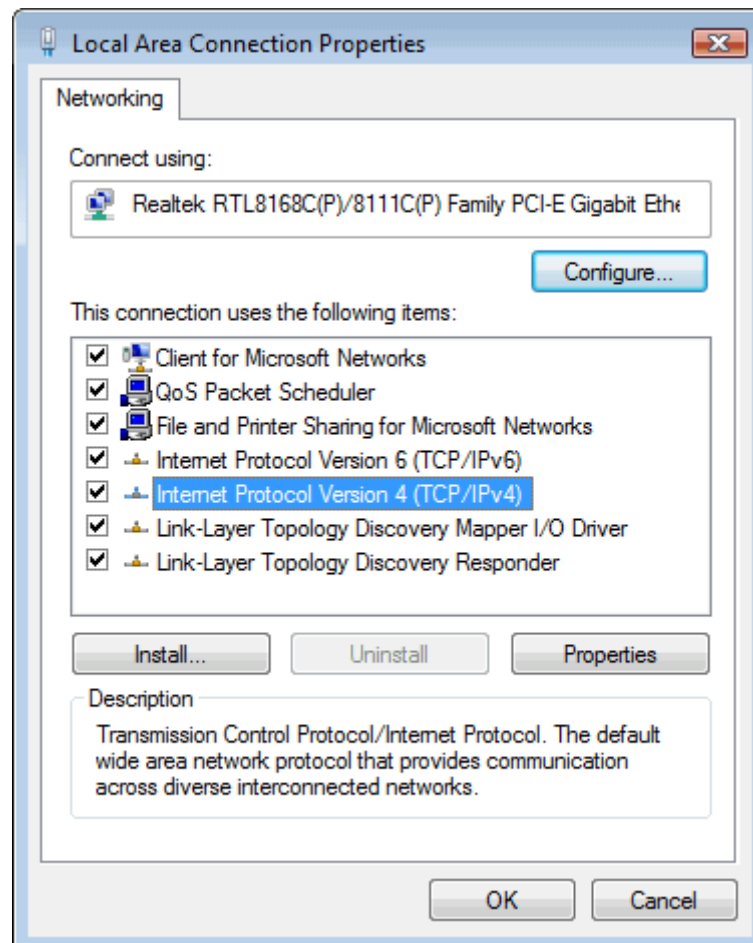 Local Area Connection Properties
Networking
Connect using:
Realtek RTL8168C(P)/8111C(P) Family PCI-E Gigabit Ethe
Configure...
This connection uses the following items:
Client for Microsoft Networks
QoS Packet Scheduler
File and Printer Sharing for Microsoft Networks
Internet Protocol Version 6 (TCP/IPv6)
Internet Protocol Version 4 (TCP/IPv4)
Link-Layer Topology Discovery Mapper I/O Driver
Link-Layer Topology Discovery Responder
Install... Uninstall Properties
Description
Transmission Control Protocol/Internet Protocol. The default
wide area network protocol that provides communication
across diverse interconnected networks.
OK Cancel